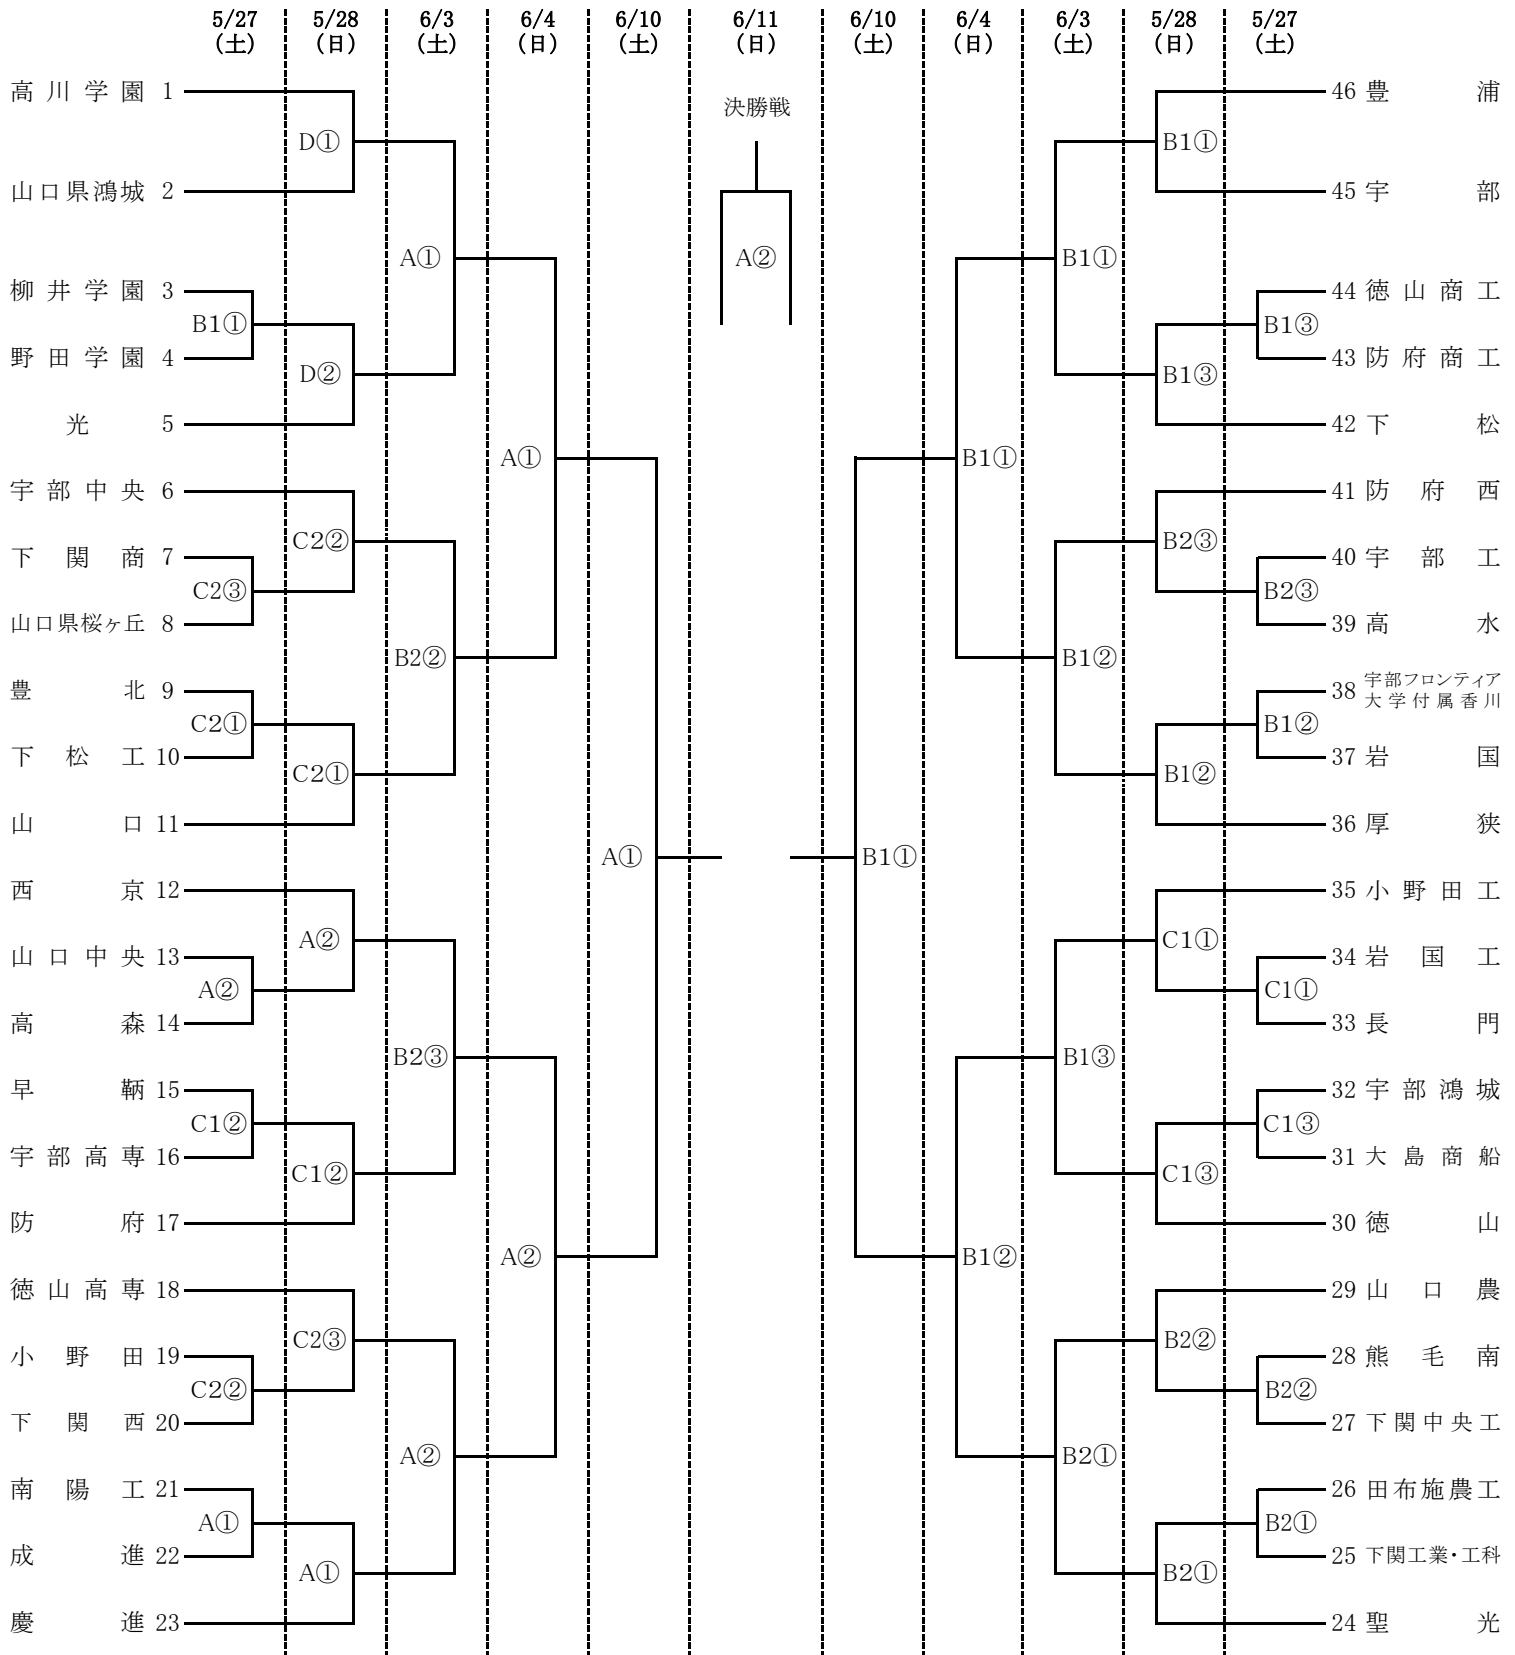 5/27 5/28 6/3 6/4 6/10 6/11 6/10 6/4 6/3 5/28 5/27
(土) (日) (土) (日) (土) (日) (土) (日) (土) (日) (土)
高川学園 1 46 豊浦
決勝戦
D① B1①
山口県鴻城 2 45 宇部
A① A② B1①
柳井学園 3 44 徳山商工
B1① B1③
野田学園 4 43 防府商工
D② B1③
光 5 42 下松
A① B1①
宇部中央 6 41 防府西
C2② B2③
下関商 7 40 宇部工
C2③ B2③
山口県桜ヶ丘 8 39 高水
B2② B1②
豊北 9 38 宇部フロンティア
大学付属香川
C2① B1②
下松工 10 37 岩国
C2① B1②
山口 11 36 厚狭
A① B1①
西京 12 35 小野田工
A② C1①
山口中央 13 34 岩国工
A② C1①
高森 14 33 長門
B2③ B1③
早鞆 15 32 宇部鴻城
C1② C1③
宇部高専 16 31 大島商船
C1② C1③
防府 17 30 徳山
A② B1②
徳山高専 18 29 山口農
C2③ B2②
小野田 19 28 熊毛南
C2② B2②
下関西 20 27 下関中央工
A② B2①
南陽工 21 26 田布施農工
A① B2①
成進 22 25 下関工業・工科
A① B2①
慶進 23 24 聖光